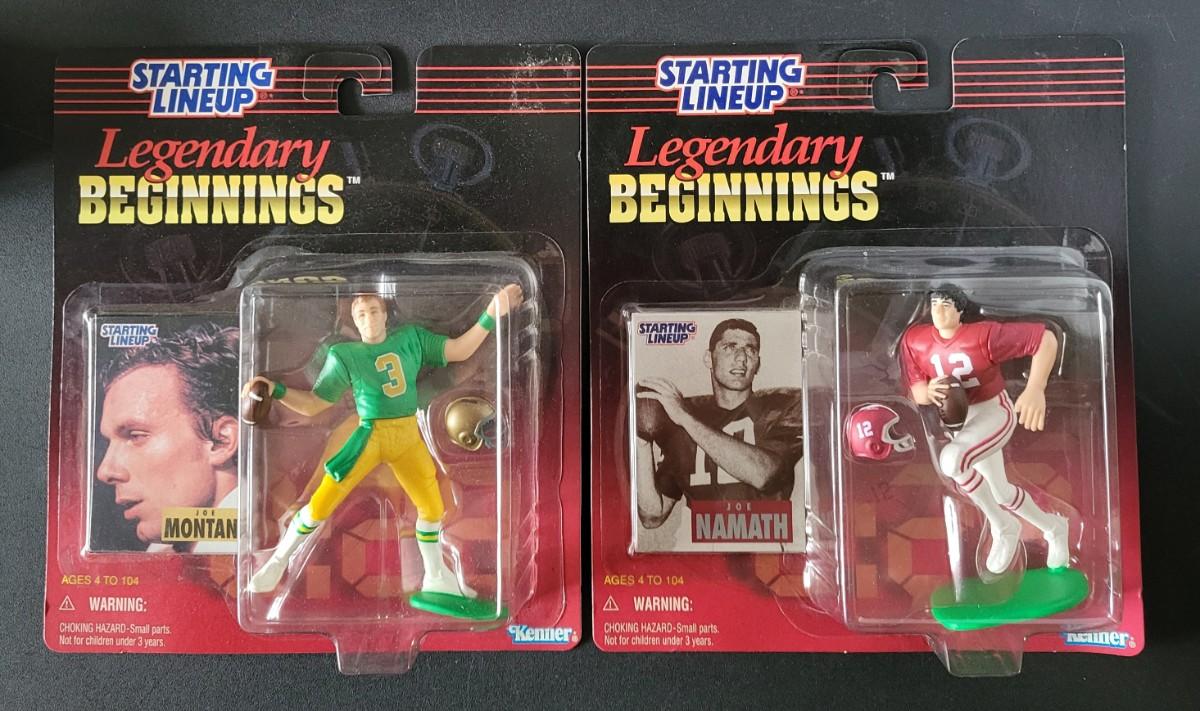 STARTING
LINEUP®
Legendary
BEGINNINGS™
STARTING
LINEUP
3
JOE
MONTAN
AGES 4 TO 104
⚠ WARNING:
CHOKING HAZARD-Small parts.
Not for children under 3 years.
Kenner
STARTING
LINEUP®
Legendary
BEGINNINGS™
STARTING
LINEUP
12
12
JOE
NAMATH
AGES 4 TO 104
⚠ WARNING:
CHOKING HAZARD-Small parts.
Not for children under 3 years.
Kenner